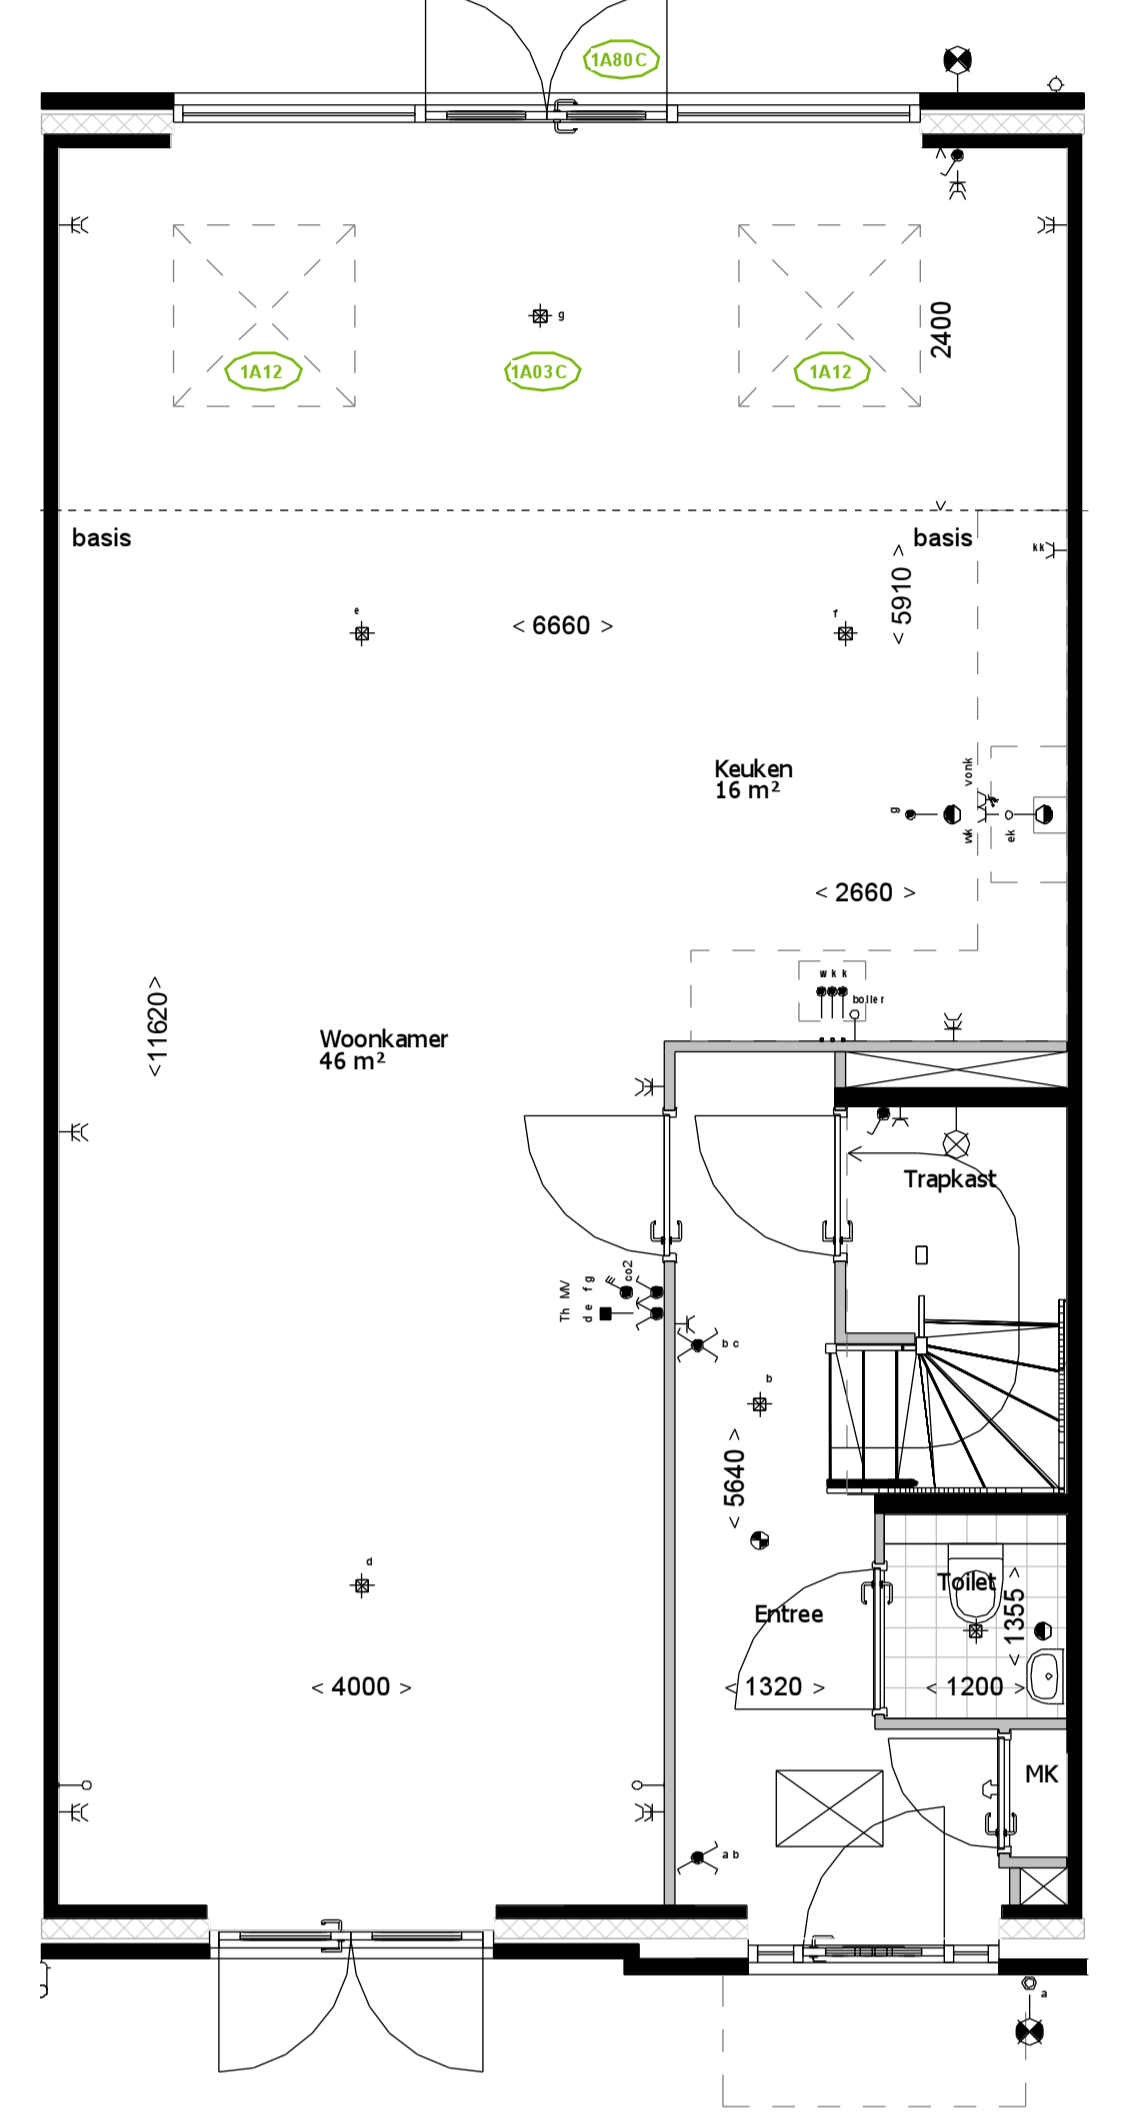 1A80C
g
2400
1A12
1A03C
1A12
basis
basis
kk
e
< 6660 >
f
< 5910 >
Keuken
16 m²
vonk
g
wk
ek
< 2660 >
w k k
boiler
<11620>
Woonkamer
46 m²
Trapkast
Th MV
d e f g
co2
b c
b
< 5640 >
d
Entree
Toilet
< 1355 >
< 4000 >
< 1320 >
< 1200 >
MK
a b
a